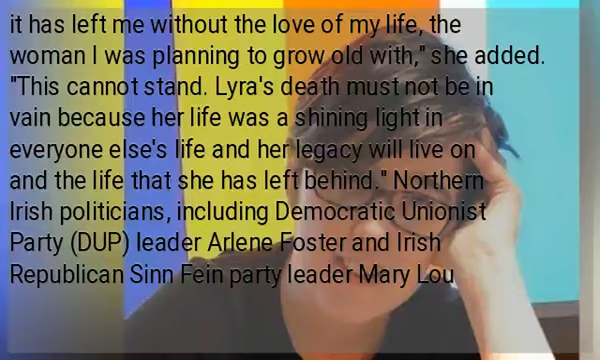 it has left me without the love of my life, the
woman I was planning to grow old with," she added.
"This cannot stand. Lyra's death must not be in
vain because her life was a shining light in
everyone else's life and her legacy will live on
and the life that she has left behind." Northern
Irish politicians, including Democratic Unionist
Party (DUP) leader Arlene Foster and Irish
Republican Sinn Fein party leader Mary Lou